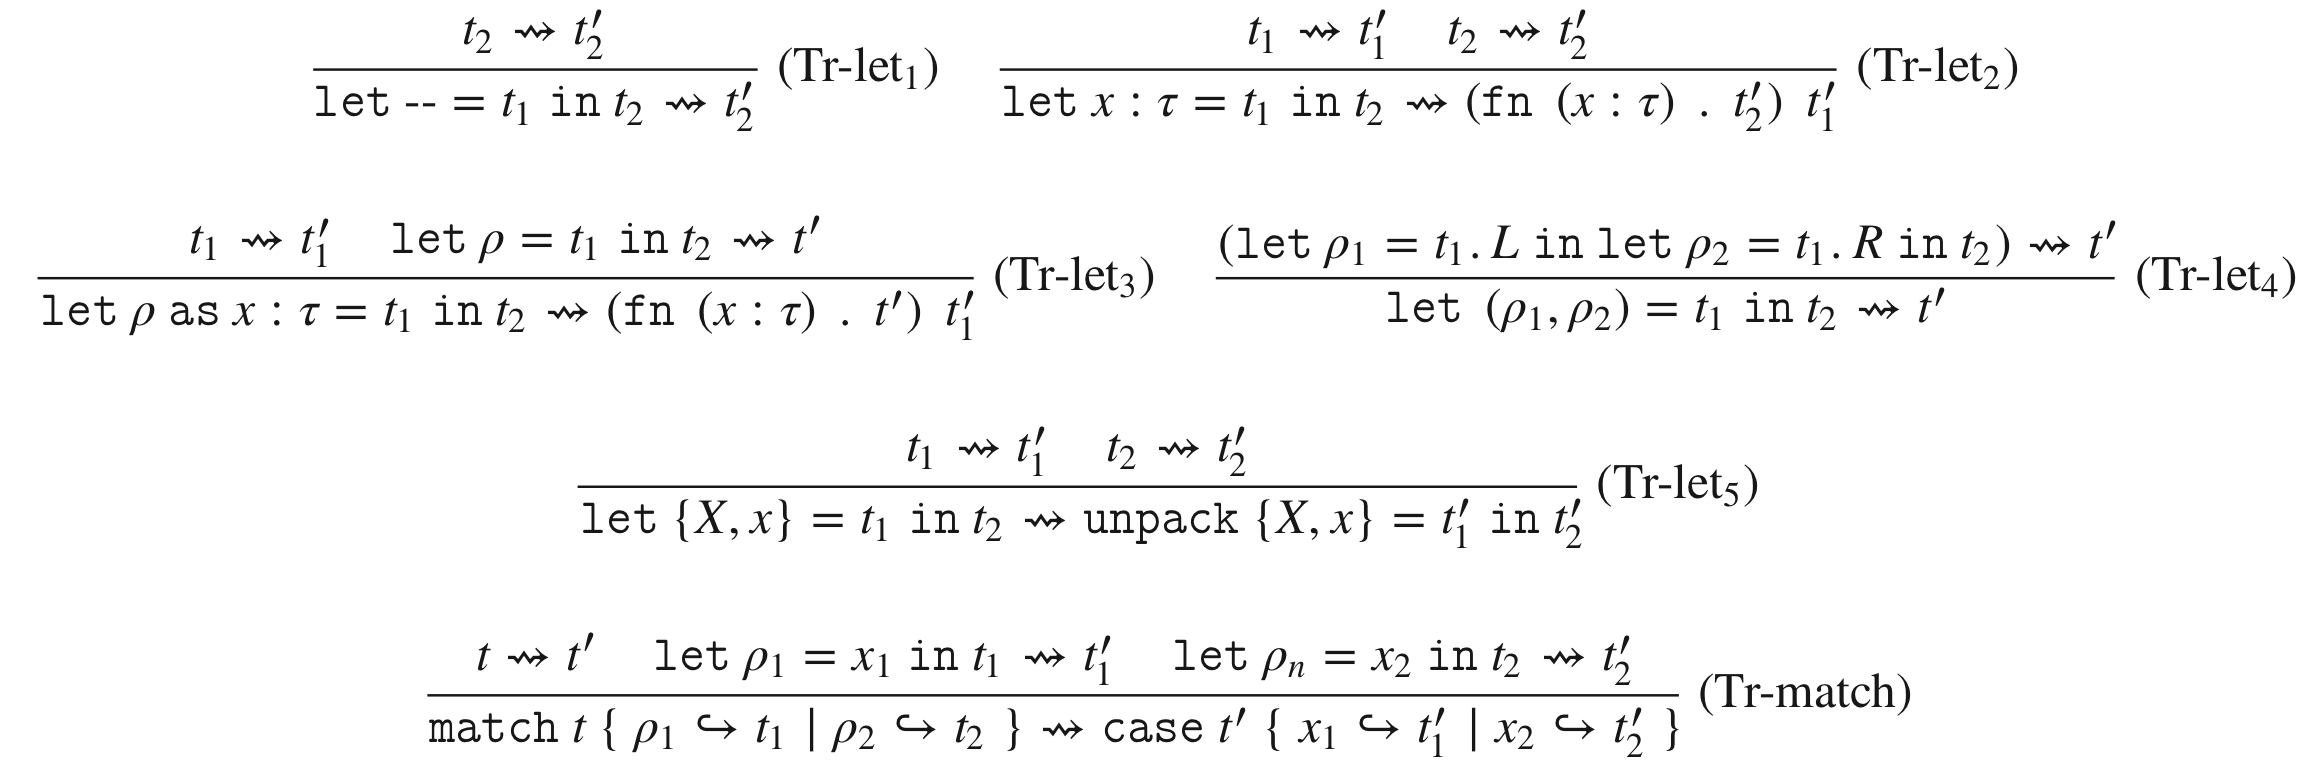 t₂ ⇝ t₂′ t₁ ⇝ t₁′ t₂ ⇝ t₂′
let -- = t₁ in t₂ ⇝ t₂′ (Tr-let₁) let x : τ = t₁ in t₂ ⇝ (fn (x : τ) . t₂′) t₁′ (Tr-let₂)
t₁ ⇝ t₁′ let ρ = t₁ in t₂ ⇝ t′ (let ρ₁ = t₁.L in let ρ₂ = t₁.R in t₂) ⇝ t′
let ρ as x : τ = t₁ in t₂ ⇝ (fn (x : τ) . t′) t₁′ (Tr-let₃) let (ρ₁, ρ₂) = t₁ in t₂ ⇝ t′ (Tr-let₄)
t₁ ⇝ t₁′ t₂ ⇝ t₂′
let {X, x} = t₁ in t₂ ⇝ unpack {X, x} = t₁′ in t₂′ (Tr-let₅)
t ⇝ t′ let ρ₁ = x₁ in t₁ ⇝ t₁′ let ρₙ = x₂ in t₂ ⇝ t₂′
match t { ρ₁ ↪ t₁ | ρ₂ ↪ t₂ } ⇝ case t′ { x₁ ↪ t₁′ | x₂ ↪ t₂′ } (Tr-match)